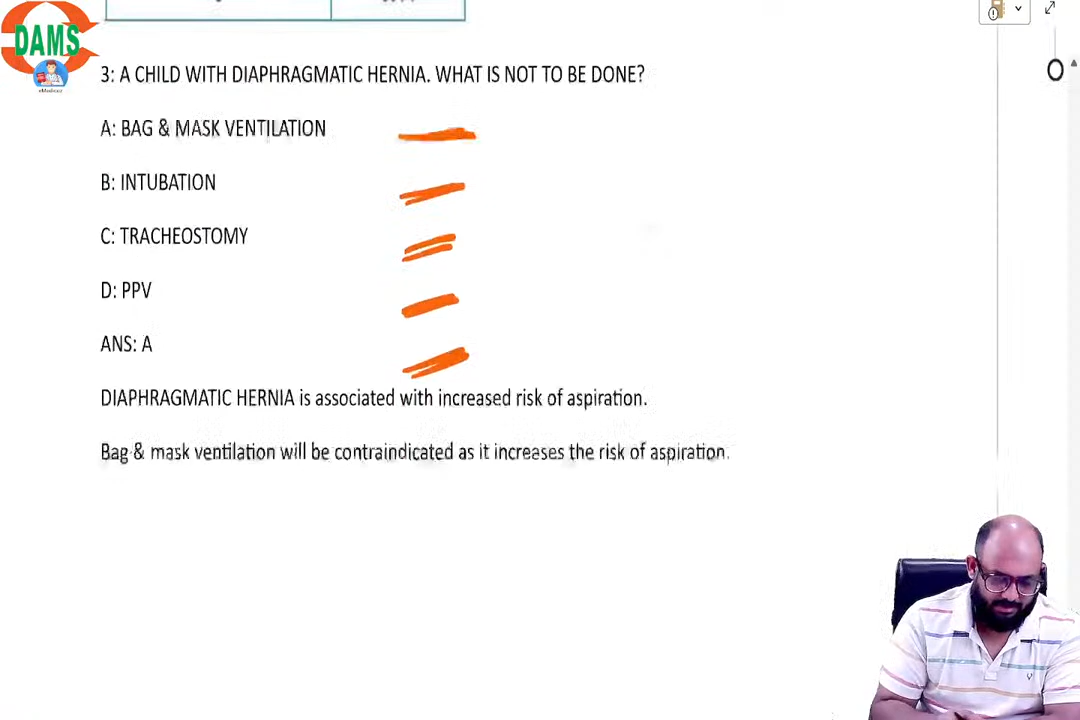 DAMS
eMedicoz
3: A CHILD WITH DIAPHRAGMATIC HERNIA. WHAT IS NOT TO BE DONE?
A: BAG & MASK VENTILATION
B: INTUBATION
C: TRACHEOSTOMY
D: PPV
ANS: A
DIAPHRAGMATIC HERNIA is associated with increased risk of aspiration.
Bag & mask ventilation will be contraindicated as it increases the risk of aspiration.